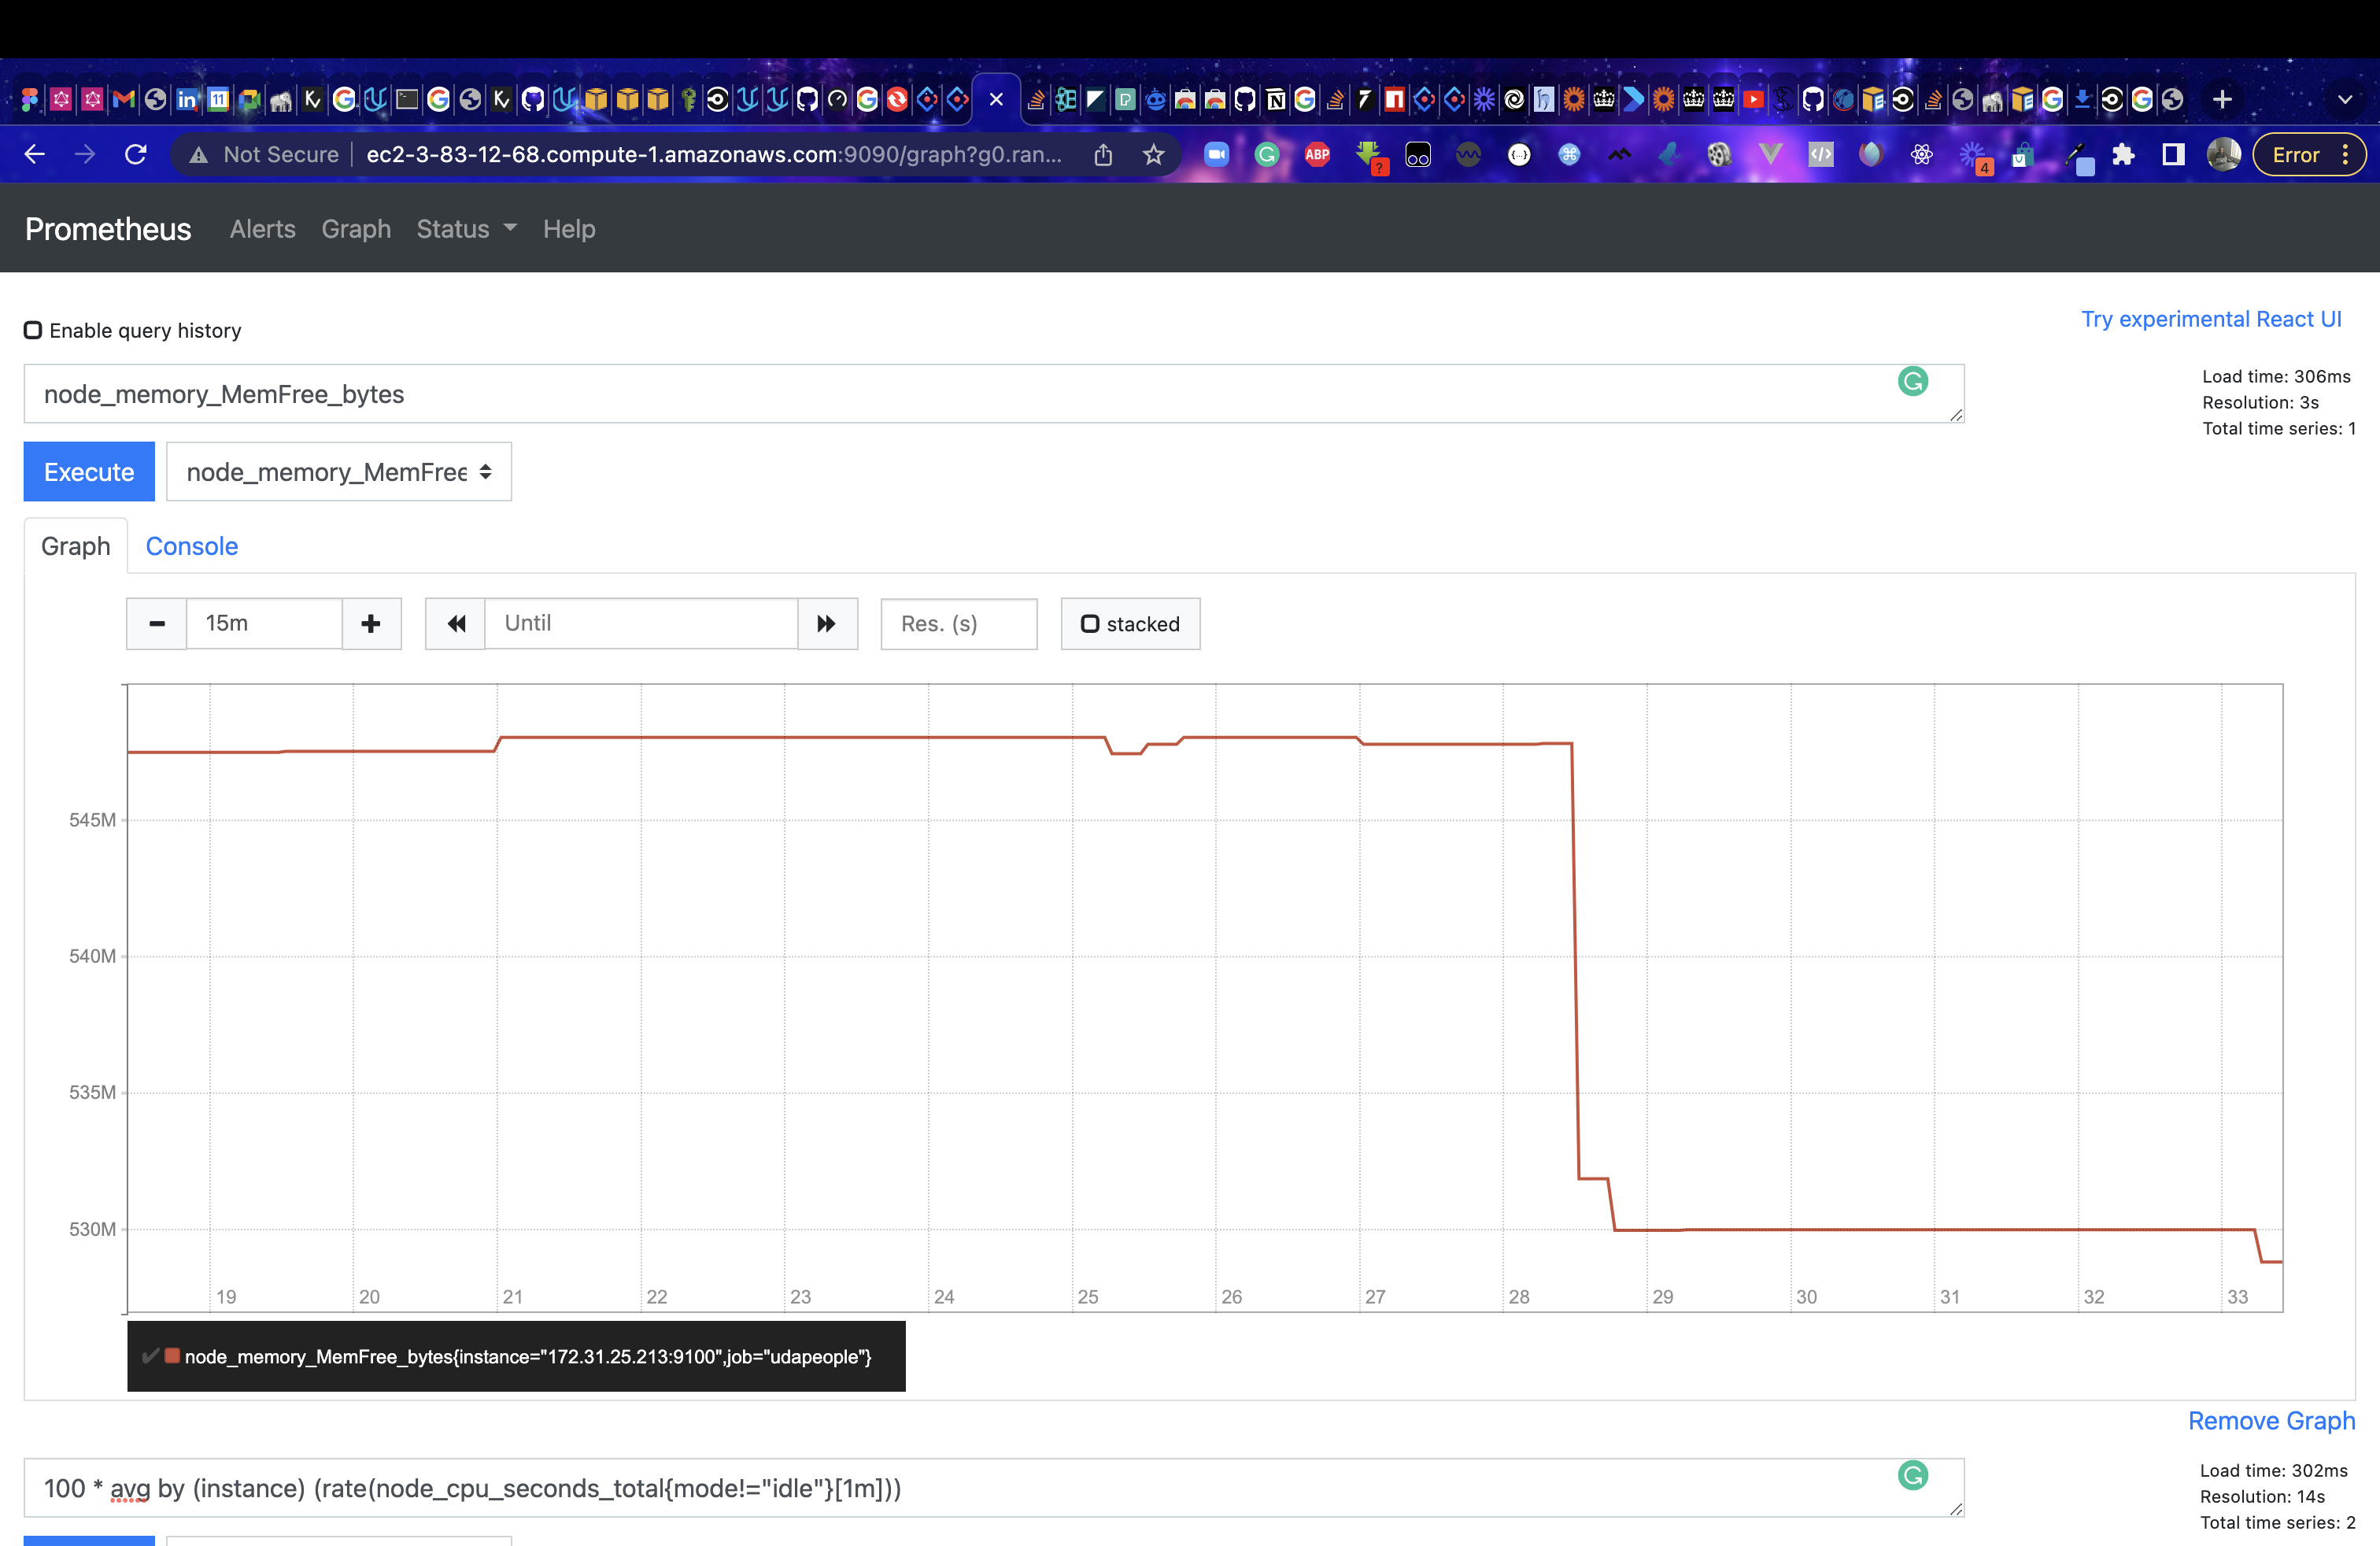 11
ABP
?
4
Not Secure
ec2-3-83-12-68.compute-1.amazonaws.com:9090/graph?g0.ran...
Error
Prometheus Alerts Graph Status Help
Enable query history
Try experimental React UI
node_memory_MemFree_bytes
Load time: 306ms
Resolution: 3s
Total time series: 1
Execute
node_memory_MemFree
Graph Console
15m
Until
Res. (s)
stacked
545M
540M
535M
530M
19 20 21 22 23 24 25 26 27 28 29 30 31 32 33
node_memory_MemFree_bytes{instance="172.31.25.213:9100",job="udapeople"}
Remove Graph
100 * avg by (instance) (rate(node_cpu_seconds_total{mode!="idle"}[1m]))
Load time: 302ms
Resolution: 14s
Total time series: 2